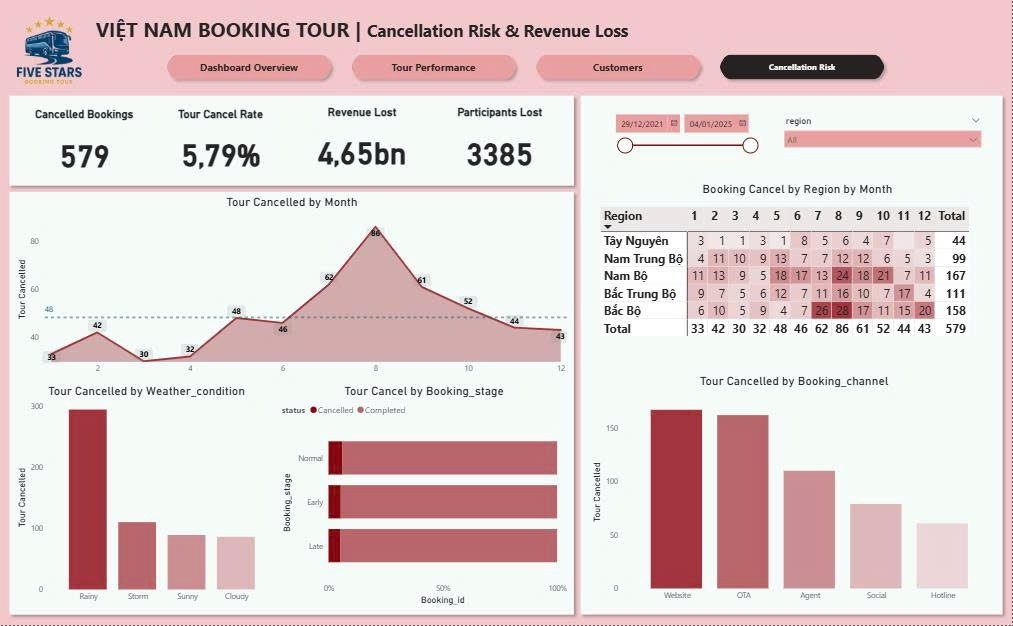 VIỆT NAM BOOKING TOUR | Cancellation Risk & Revenue Loss
FIVE STARS
BOOKING TOUR
Dashboard Overview
Tour Performance
Customers
Cancellation Risk
Cancelled Bookings
579
Tour Cancel Rate
5,79%
Revenue Lost
4,65bn
Participants Lost
3385
29/12/2021
04/01/2025
region
All
Tour Cancelled by Month
Tour Cancelled
80
60
40
48
33
42
30
32
48
46
62
86
61
52
44
43
2
4
6
8
10
12
Booking Cancel by Region by Month
Region 1 2 3 4 5 6 7 8 9 10 11 12 Total
Tây Nguyên 3 1 1 3 1 8 5 6 4 7 5 44
Nam Trung Bộ 4 11 10 9 13 7 7 12 12 6 5 3 99
Nam Bộ 11 13 9 5 18 17 13 24 18 21 7 11 167
Bắc Trung Bộ 9 7 5 6 12 7 11 16 10 7 17 4 111
Bắc Bộ 6 10 5 9 4 7 26 28 17 11 15 20 158
Total 33 42 30 32 48 46 62 86 61 52 44 43 579
Tour Cancelled by Weather_condition
Tour Cancelled
300
200
100
0
Rainy
Storm
Sunny
Cloudy
Tour Cancel by Booking_stage
status Cancelled Completed
Booking_stage
Normal
Early
Late
0%
50%
100%
Booking_id
Tour Cancelled by Booking_channel
Tour Cancelled
150
100
50
0
Website
OTA
Agent
Social
Hotline